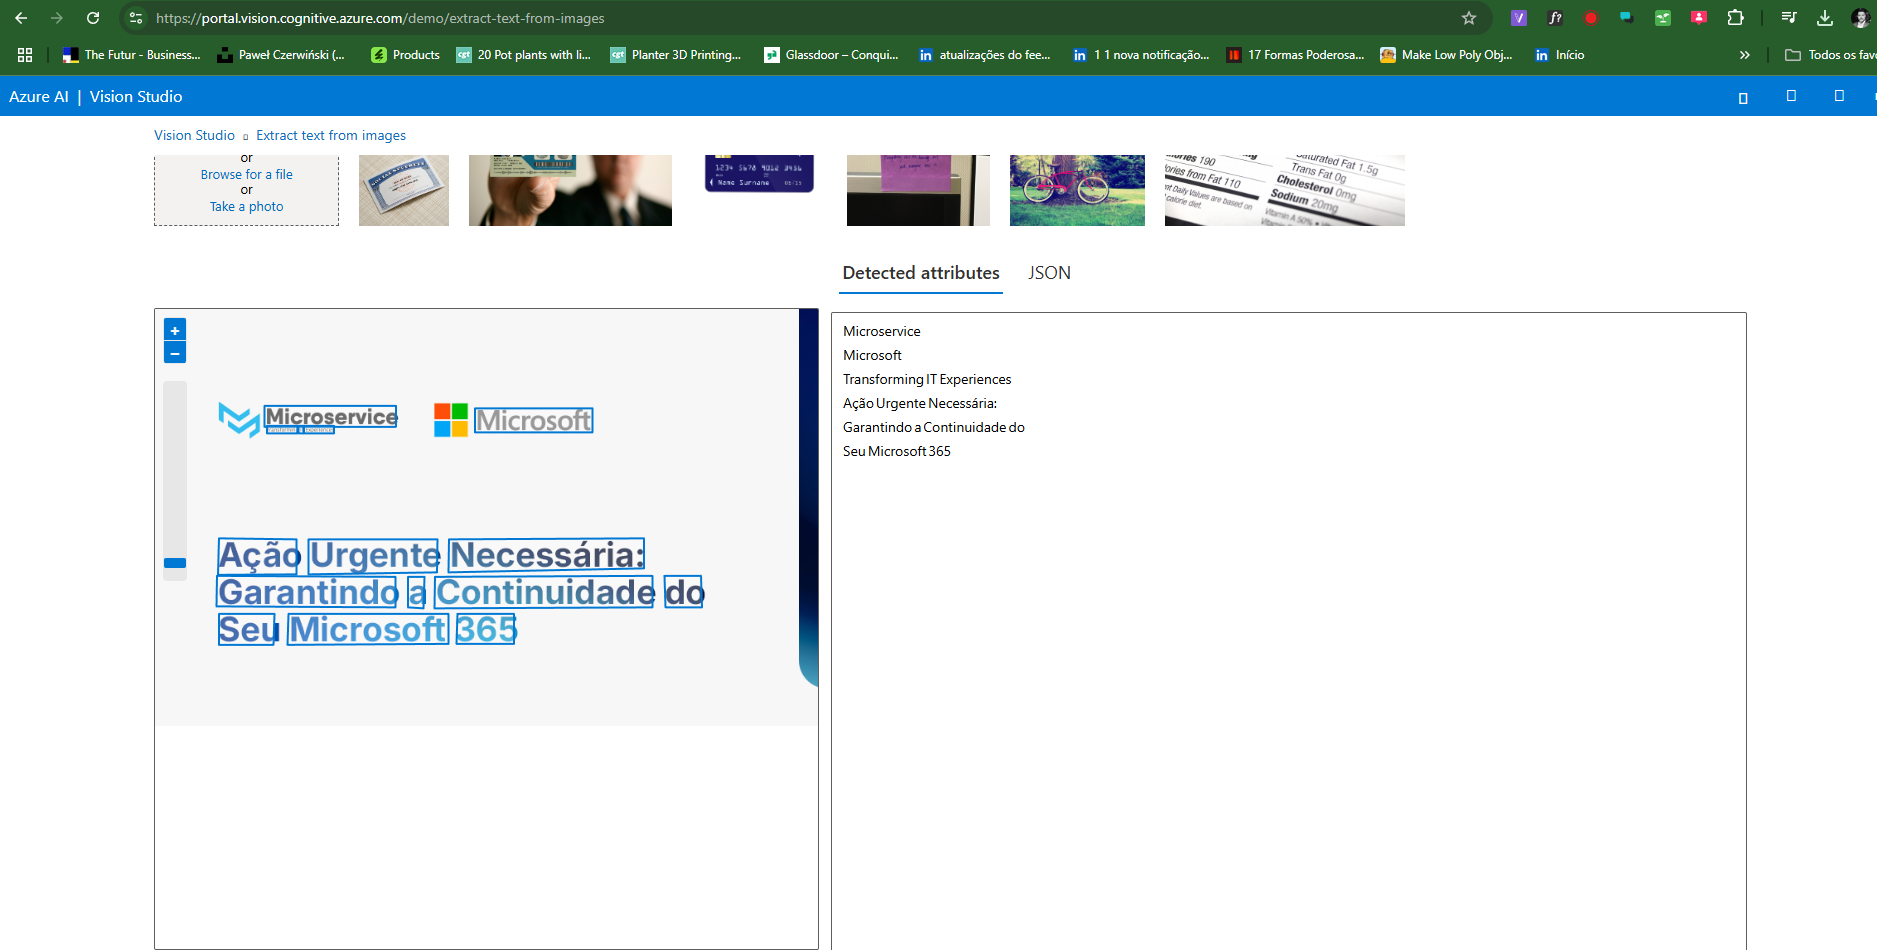 https://portal.vision.cognitive.azure.com/demo/extract-text-from-images
The Futur - Business...
Paweł Czerwiński (...
Products
20 Pot plants with li...
Planter 3D Printing...
Glassdoor – Conqui...
atualizações do fee...
1 1 nova notificação...
17 Formas Poderosa...
Make Low Poly Obj...
Início
Todos os fav
Azure AI | Vision Studio
Vision Studio
Extract text from images
or
Browse for a file
or
Take a photo
SOCIAL SECURITY
1234 5678 9012 3456
Name Surname 
ories 190
ories from Fat 110
nt Daily Values are based on
calorie diet.
Saturated Fat 1.5g
Trans Fat 0g
Cholesterol 0mg
Sodium 20mg
Vitamin A 50%
Detected attributes
JSON
+
–
Microservice
Microsoft
Ação Urgente Necessária:
Garantindo a Continuidade do
Seu Microsoft 365
Microservice
Microsoft
Transforming IT Experiences
Ação Urgente Necessária:
Garantindo a Continuidade do
Seu Microsoft 365